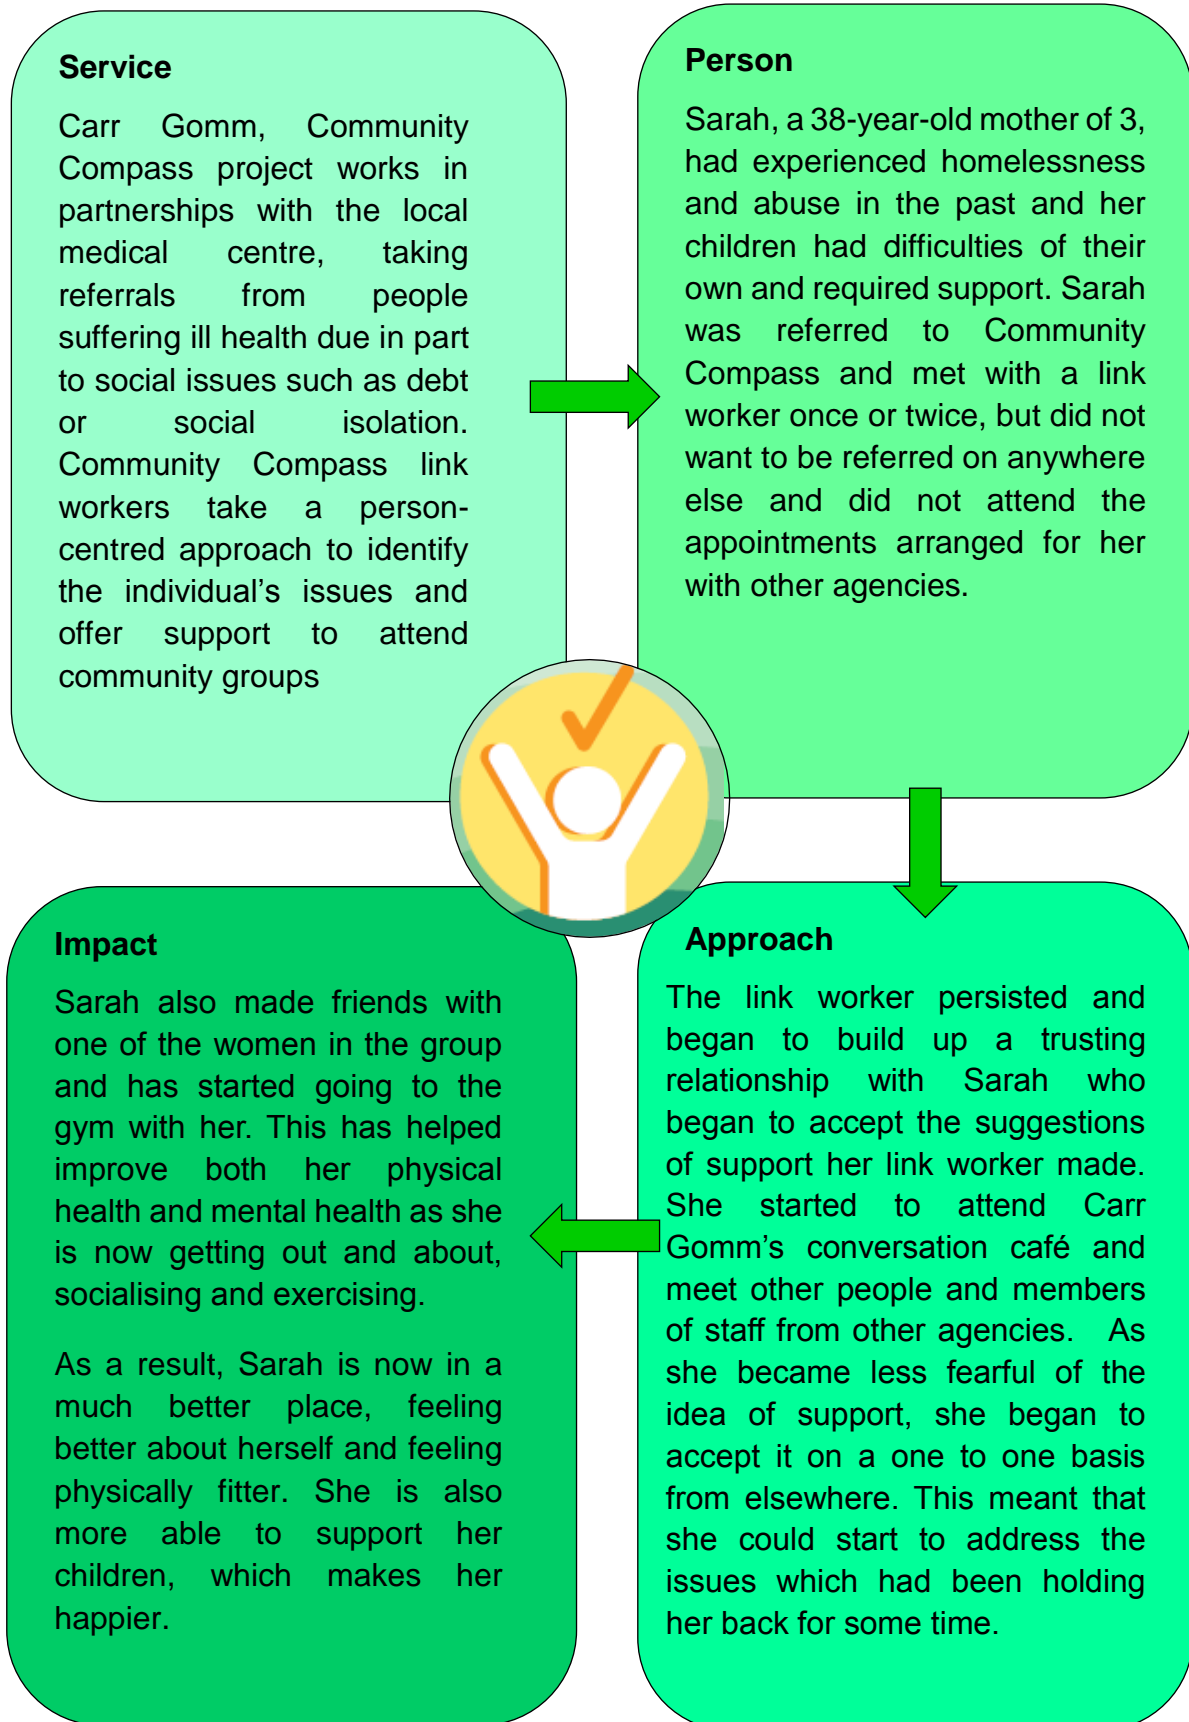 Service
Carr Gomm, Community
Compass project works in
partnerships with the local
medical centre, taking
referrals from people
suffering ill health due in part
to social issues such as debt
or social isolation.
Community Compass link
workers take a person-
centred approach to identify
the individual’s issues and
offer support to attend
community groups
Person
Sarah, a 38-year-old mother of 3,
had experienced homelessness
and abuse in the past and her
children had difficulties of their
own and required support. Sarah
was referred to Community
Compass and met with a link
worker once or twice, but did not
want to be referred on anywhere
else and did not attend the
appointments arranged for her
with other agencies.
Approach
The link worker persisted and
began to build up a trusting
relationship with Sarah who
began to accept the suggestions
of support her link worker made.
She started to attend Carr
Gomm’s conversation café and
meet other people and members
of staff from other agencies. As
she became less fearful of the
idea of support, she began to
accept it on a one to one basis
from elsewhere. This meant that
she could start to address the
issues which had been holding
her back for some time.
Impact
Sarah also made friends with
one of the women in the group
and has started going to the
gym with her. This has helped
improve both her physical
health and mental health as she
is now getting out and about,
socialising and exercising.
As a result, Sarah is now in a
much better place, feeling
better about herself and feeling
physically fitter. She is also
more able to support her
children, which makes her
happier.